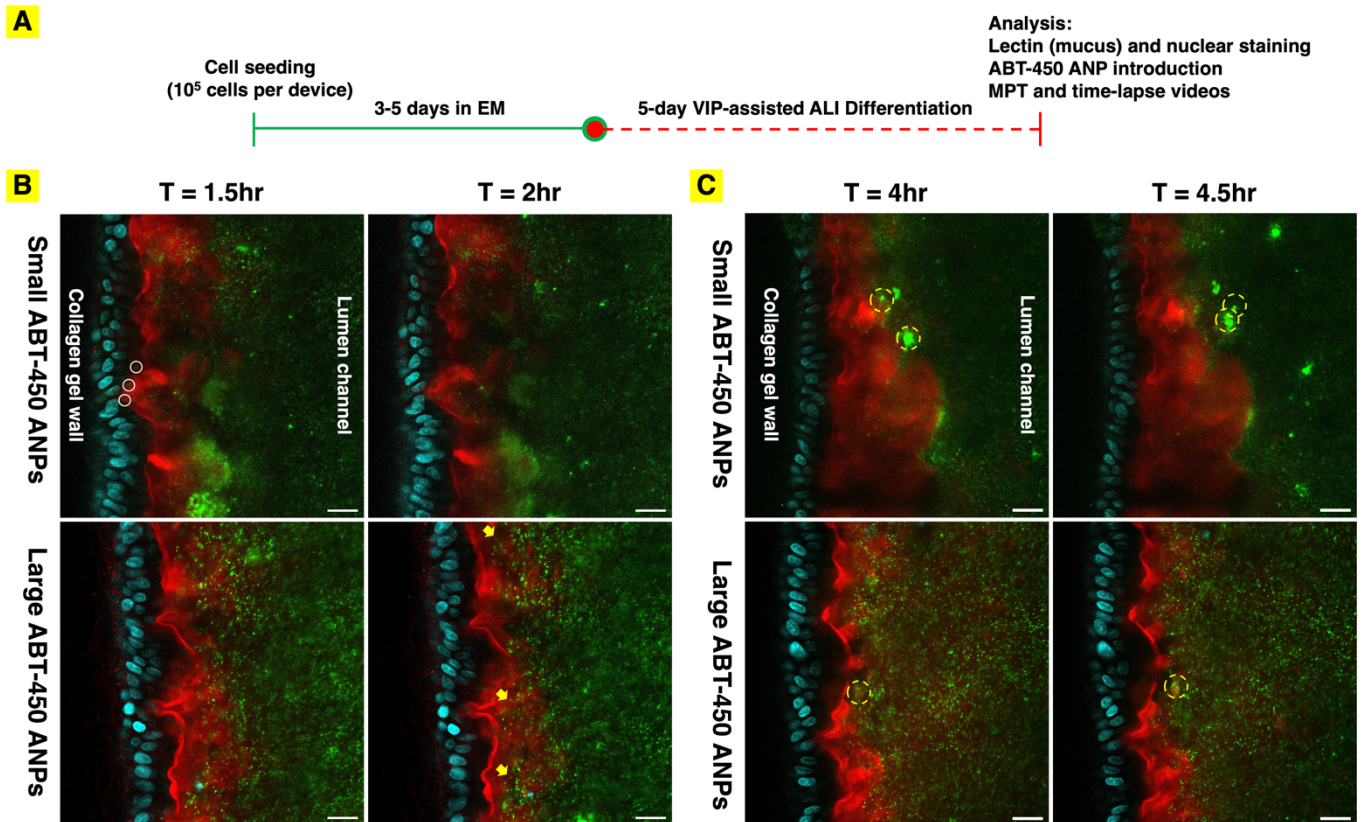 A
Cell seeding
(10⁵ cells per device)
3-5 days in EM
5-day VIP-assisted ALI Differentiation
Analysis:
Lectin (mucus) and nuclear staining
ABT-450 ANP introduction
MPT and time-lapse videos
B
T = 1.5hr
T = 2hr
Small ABT-450 ANPs
Collagen gel wall
Lumen channel
Large ABT-450 ANPs
C
T = 4hr
T = 4.5hr
Small ABT-450 ANPs
Collagen gel wall
Lumen channel
Large ABT-450 ANPs